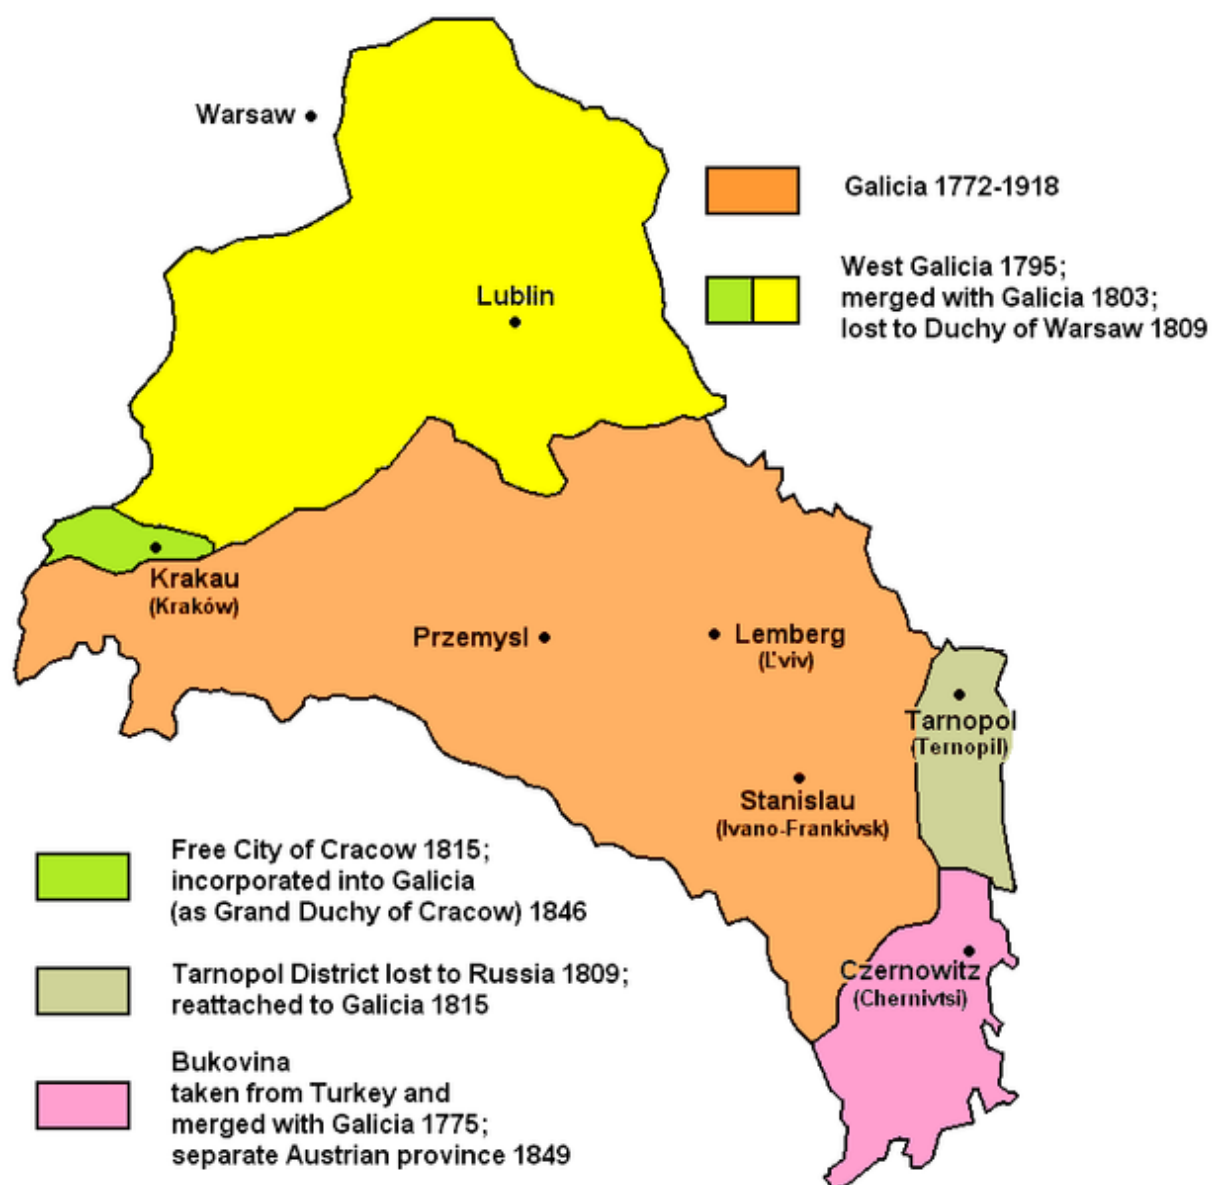 Warsaw
Galicia 1772-1918
West Galicia 1795;
merged with Galicia 1803;
lost to Duchy of Warsaw 1809
Lublin
Krakau
(Kraków)
Przemysl
Lemberg
(L'viv)
Tarnopol
(Ternopil)
Stanislau
(Ivano-Frankivsk)
Czernowitz
(Chernivtsi)
Free City of Cracow 1815;
incorporated into Galicia
(as Grand Duchy of Cracow) 1846
Tarnopol District lost to Russia 1809;
reattached to Galicia 1815
Bukovina
taken from Turkey and
merged with Galicia 1775;
separate Austrian province 1849